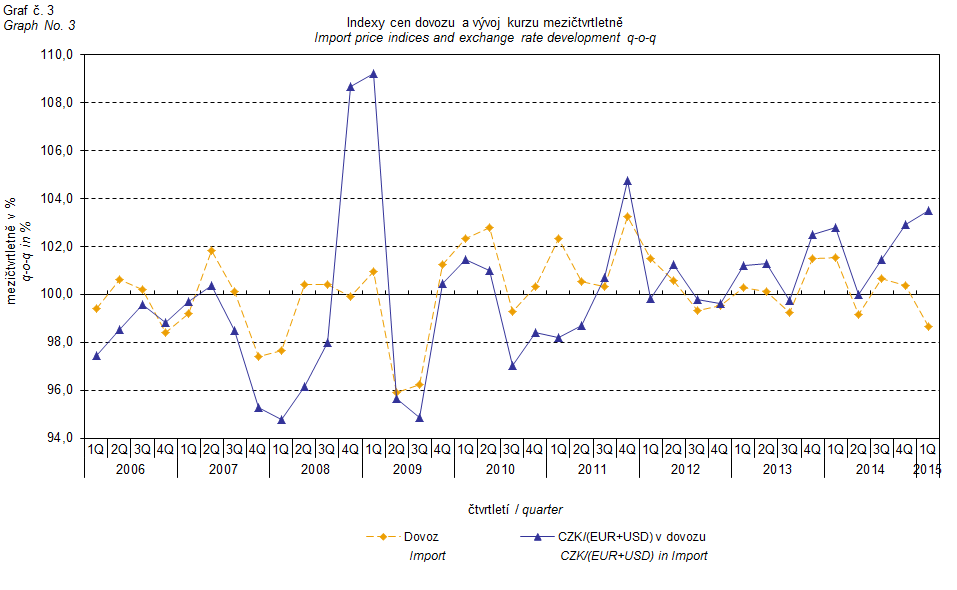 Graf č. 3
Graph No. 3
Indexy cen dovozu a vývoj kurzu mezičtvrtletně
Import price indices and exchange rate development q-o-q
mezičtvrtletně v %
q-o-q in %
110,0
108,0
106,0
104,0
102,0
100,0
98,0
96,0
94,0
1Q 2Q 3Q 4Q 1Q 2Q 3Q 4Q 1Q 2Q 3Q 4Q 1Q 2Q 3Q 4Q 1Q 2Q 3Q 4Q 1Q 2Q 3Q 4Q 1Q 2Q 3Q 4Q 1Q 2Q 3Q 4Q 1Q 2Q 3Q 4Q 1Q
2006 2007 2008 2009 2010 2011 2012 2013 2014 2015
čtvrtletí / quarter
Dovoz CZK/(EUR+USD) v dovozu
Import CZK/(EUR+USD) in Import